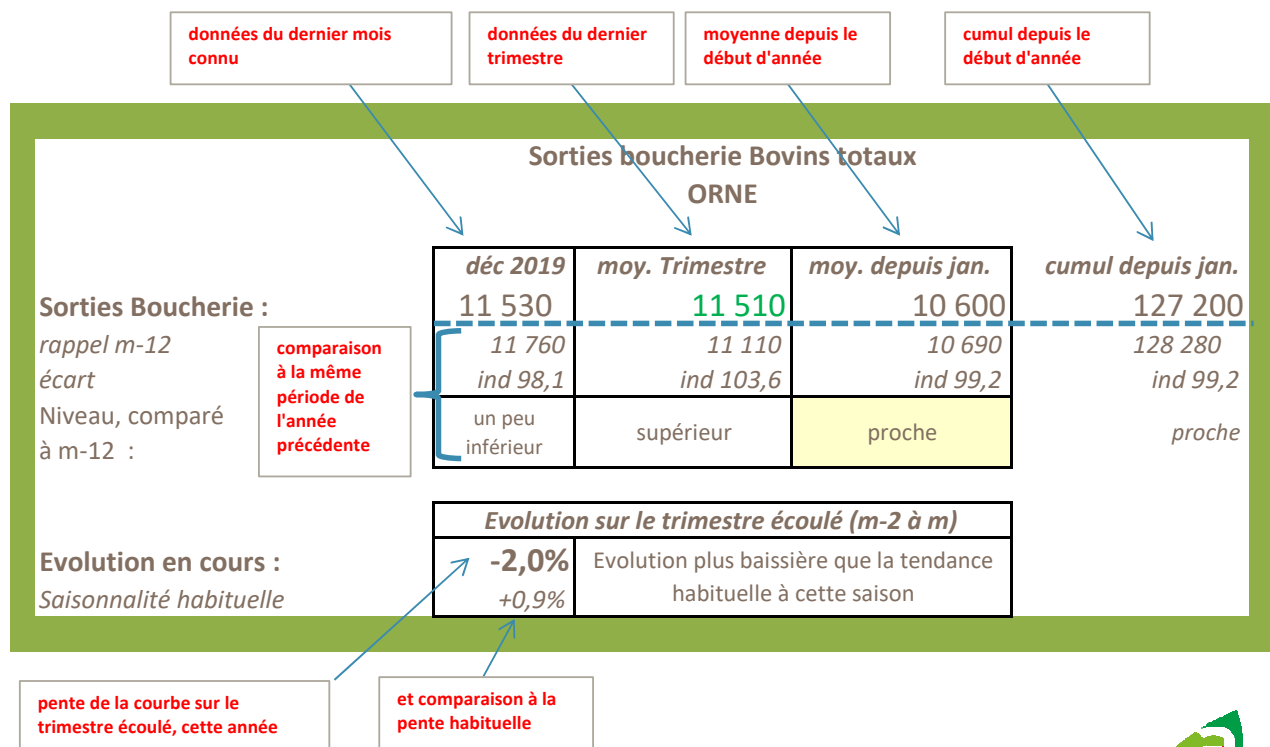 données du dernier mois
connu
données du dernier
trimestre
moyenne depuis le
début d'année
cumul depuis le
début d'année
Sorties boucherie Bovins totaux
ORNE
déc 2019 moy. Trimestre moy. depuis jan. cumul depuis jan.
Sorties Boucherie : 11 530 11 510 10 600 127 200
rappel m-12 11 760 11 110 10 690 128 280
écart ind 98,1 ind 103,6 ind 99,2 ind 99,2
Niveau, comparé
à m-12 :
comparaison
à la même
période de
l'année
précédente
un peu
inférieur
supérieur
proche
proche
Evolution sur le trimestre écoulé (m-2 à m)
Evolution en cours : -2,0%
Saisonnalité habituelle +0,9%
Evolution plus baissière que la tendance
habituelle à cette saison
pente de la courbe sur le
trimestre écoulé, cette année
et comparaison à la
pente habituelle